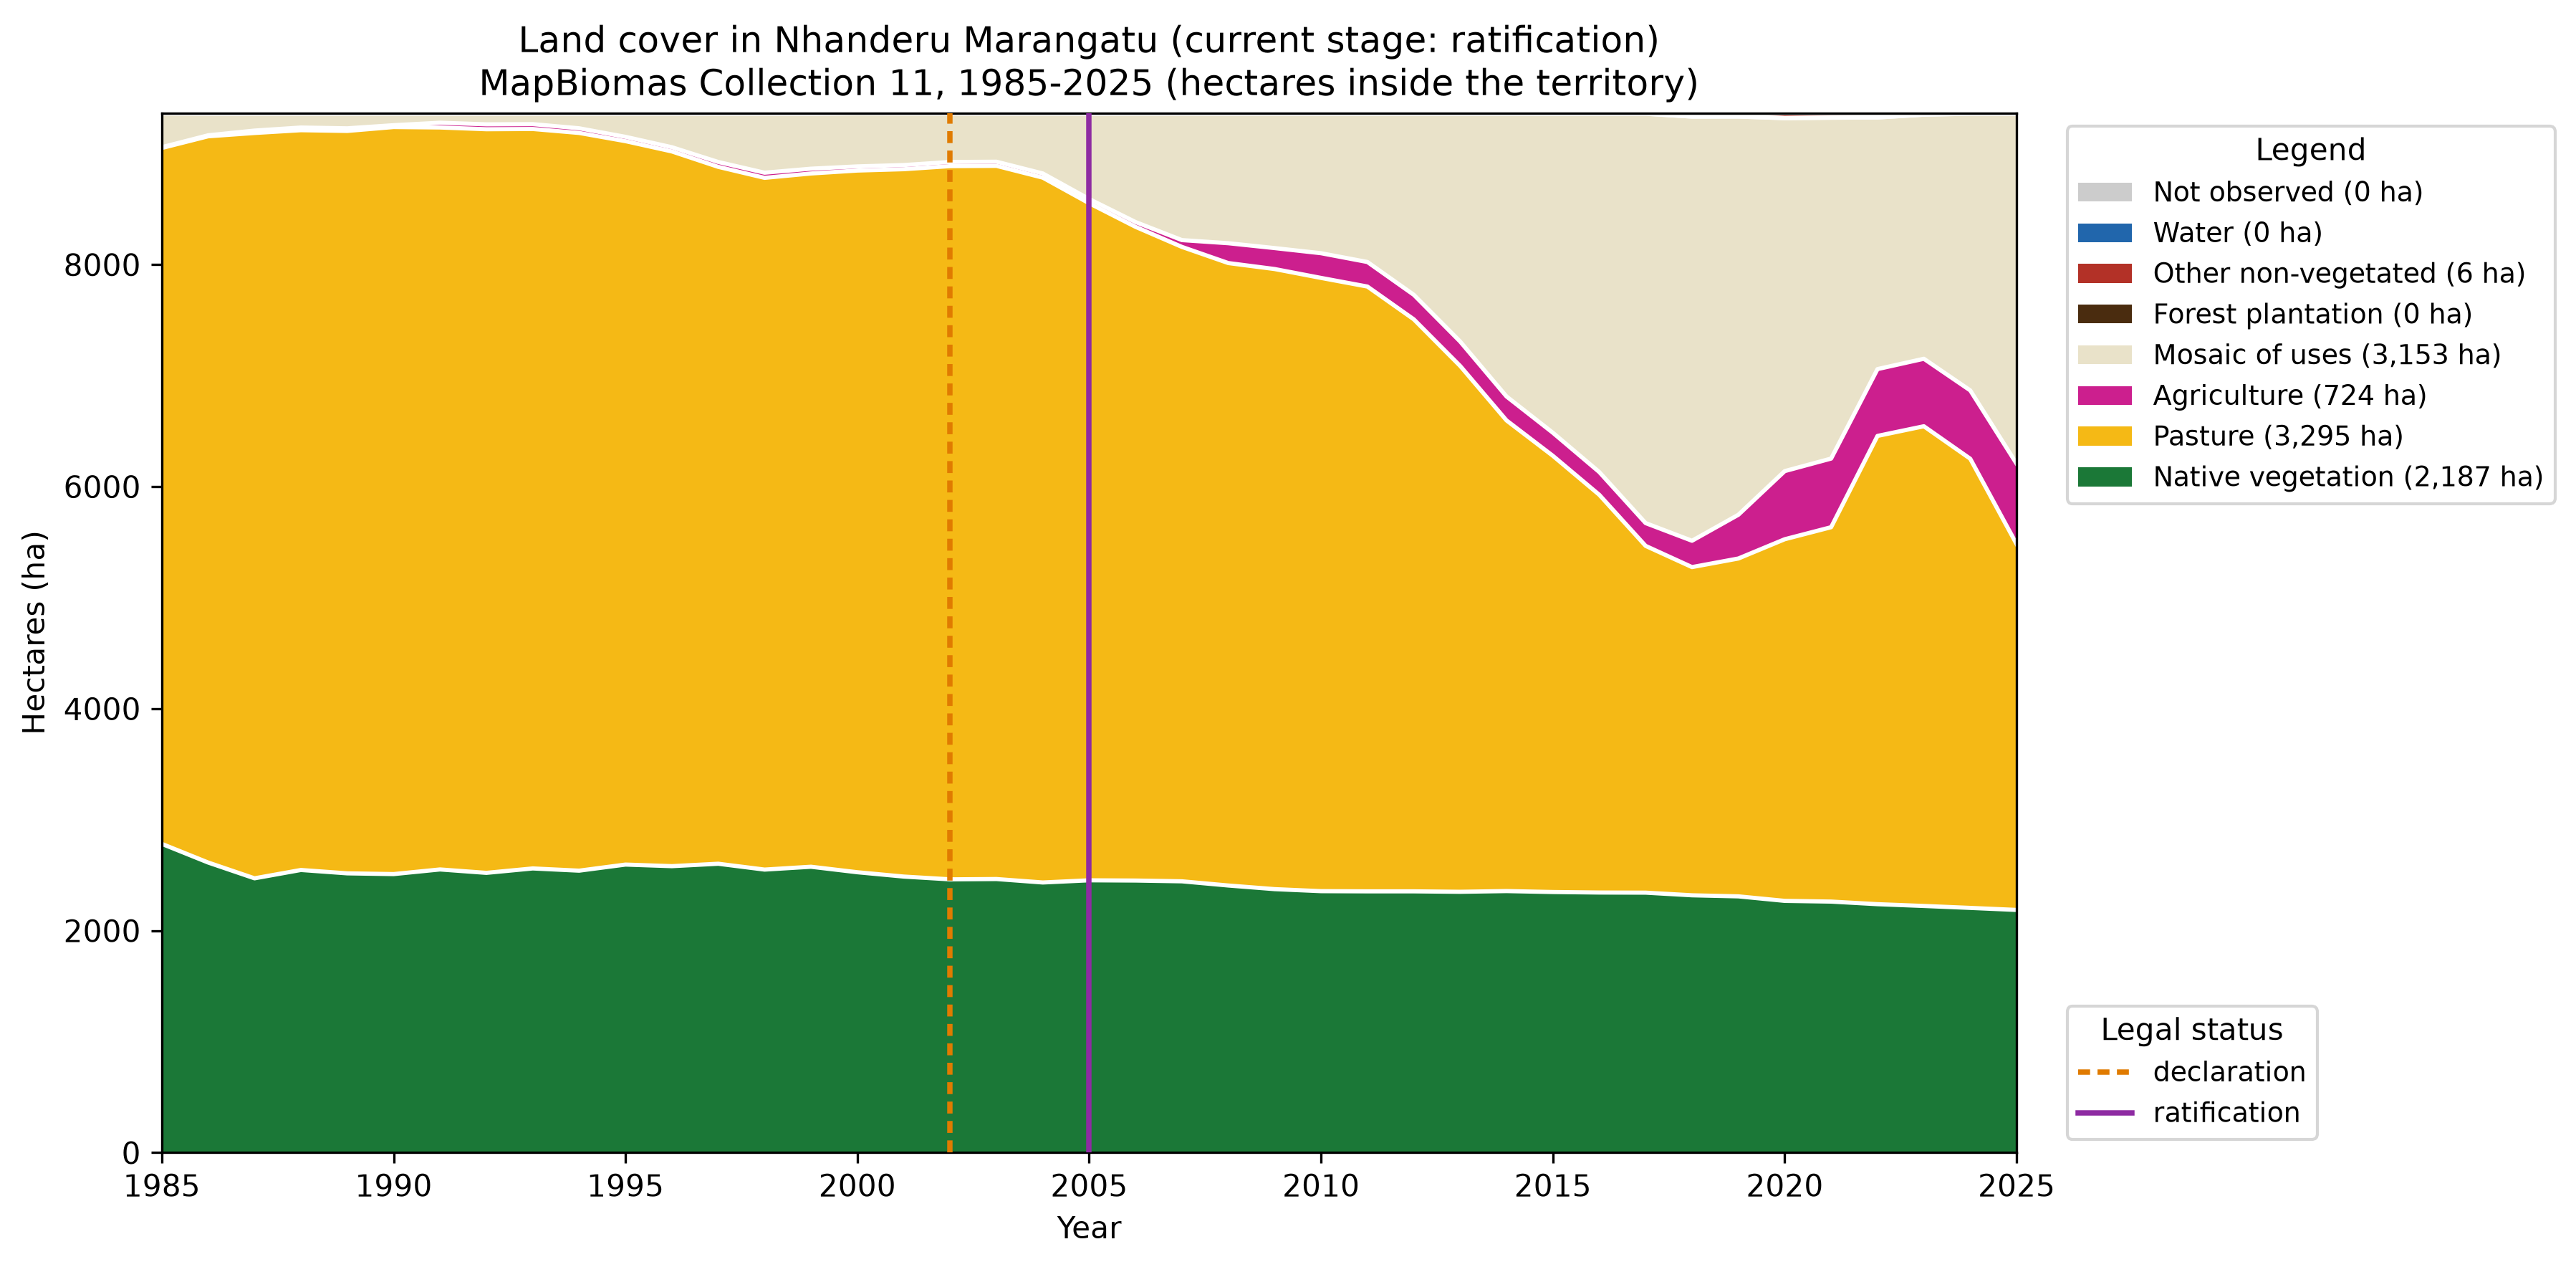 Land cover in Nhanderu Marangatu (current stage: ratification)
MapBiomas Collection 11, 1985-2025 (hectares inside the territory)
Hectares (ha)
8000
6000
4000
2000
0
1985 1990 1995 2000 2005 2010 2015 2020 2025
Year
Legend
Not observed (0 ha)
Water (0 ha)
Other non-vegetated (6 ha)
Forest plantation (0 ha)
Mosaic of uses (3,153 ha)
Agriculture (724 ha)
Pasture (3,295 ha)
Native vegetation (2,187 ha)
Legal status
declaration
ratification